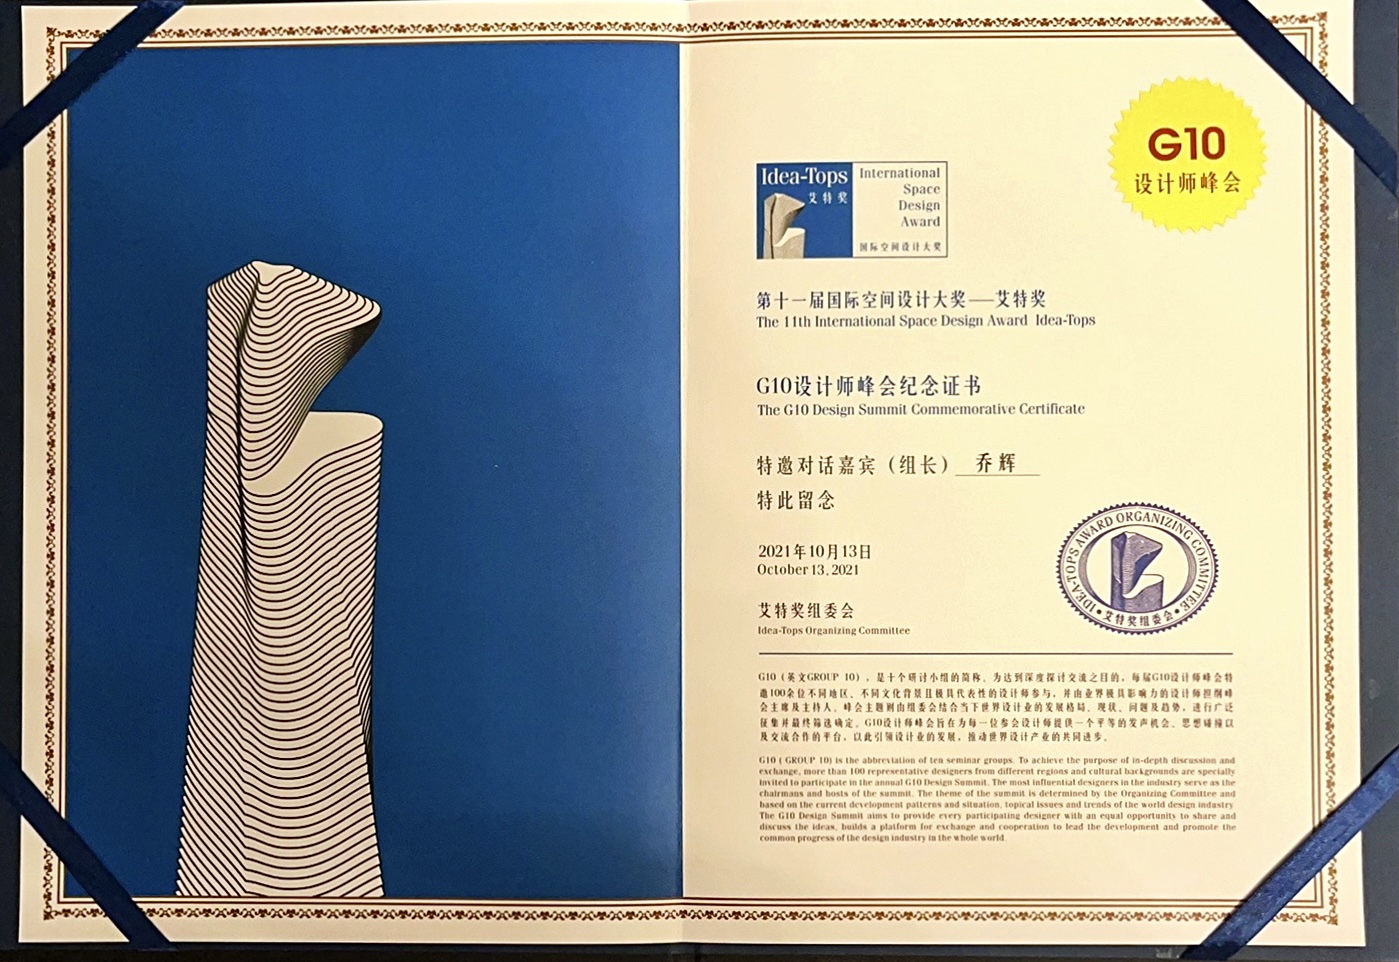 G10
设计师峰会
Idea-Tops
艾特奖
International
Space
Design
Award
国际空间设计大奖
第十一届国际空间设计大奖——艾特奖
The 11th International Space Design Award Idea-Tops
G10设计师峰会纪念证书
The G10 Design Summit Commemorative Certificate
特邀对话嘉宾（组长）乔辉
特此留念
2021年10月13日
October 13, 2021
艾特奖组委会
Idea-Tops Organizing Committee
IDEA-TOPS AWARD ORGANIZING COMMITTEE
艾特奖组委会
G10（英文GROUP 10），是十个研讨小组的简称。为达到深度探讨交流之目的，每届G10设计师峰会特
邀100余位不同地区、不同文化背景且极具代表性的设计师参与，并由业界极具影响力的设计师担纲峰
会主席及主持人。峰会主题则由组委会结合当下世界设计业的发展格局、现状、问题及趋势，进行广泛
征集并最终筛选确定。G10设计师峰会旨在为每一位参会设计师提供一个平等的发声机会、思想碰撞以
及交流合作的平台，以此引领设计业的发展，推动世界设计产业的共同进步。
G10 ( GROUP 10) is the abbreviation of ten seminar groups. To achieve the purpose of in-depth discussion and
exchange, more than 100 representative designers from different regions and cultural backgrounds are specially
invited to participate in the annual G10 Design Summit. The most influential designers in the industry serve as the
chairmans and hosts of the summit. The theme of the summit is determined by the Organizing Committee and
based on the current development patterns and situation, topical issues and trends of the world design industry.
The G10 Design Summit aims to provide every participating designer with an equal opportunity to share and
discuss the ideas, builds a platform for exchange and cooperation to lead the development and promote the
common progress of the design industry in the whole world.